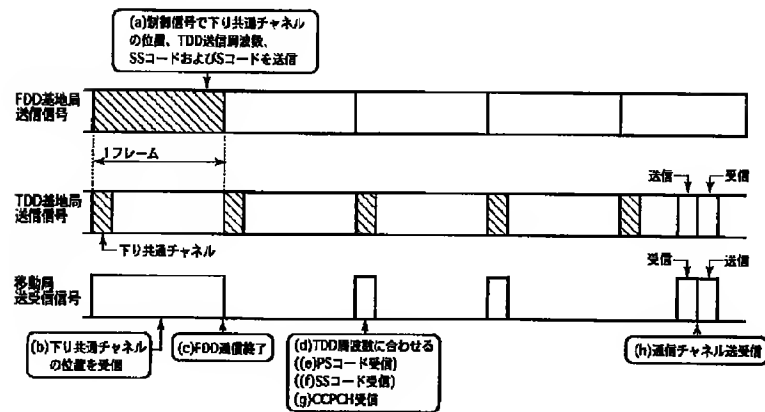 (a)制御信号で下り共通チャネル
の位置、TDD送信周波数、
SSコードおよびSコードを送信
FDD基地局
送信信号
1フレーム
TDD基地局
送信信号
送信
受信
下り共通チャネル
移動局
送受信信号
受信
送信
(b)下り共通チャネル
の位置を受信
(c)FDD通信終了
(d)TDD周波数に合わせる
((e)PSコード受信)
((f)SSコード受信)
(g)CCPCH受信
(h)通信チャネル送受信